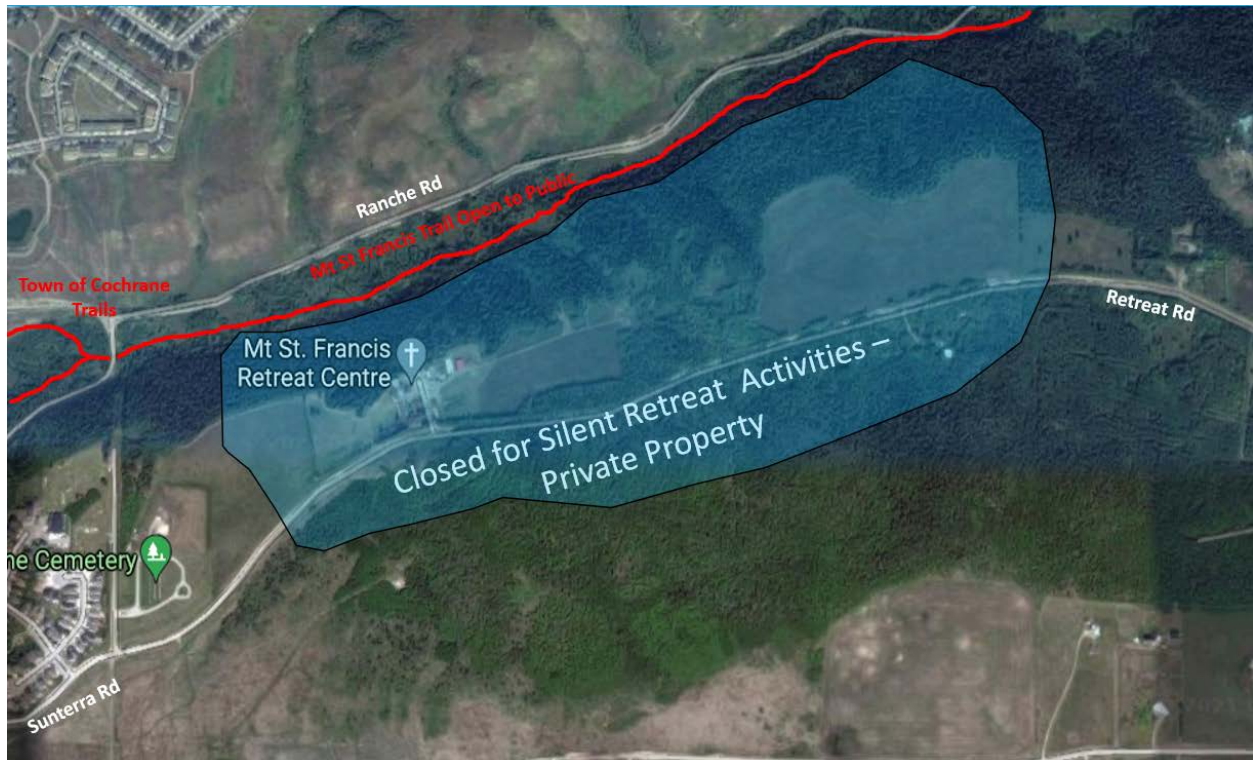 Ranche Rd
Mt St Francis Trail Open to Public
Town of Cochrane
Trails
Retreat Rd
Mt St. Francis
Retreat Centre
Closed for Silent Retreat Activities –
Private Property
ne Cemetery
Sunterra Rd